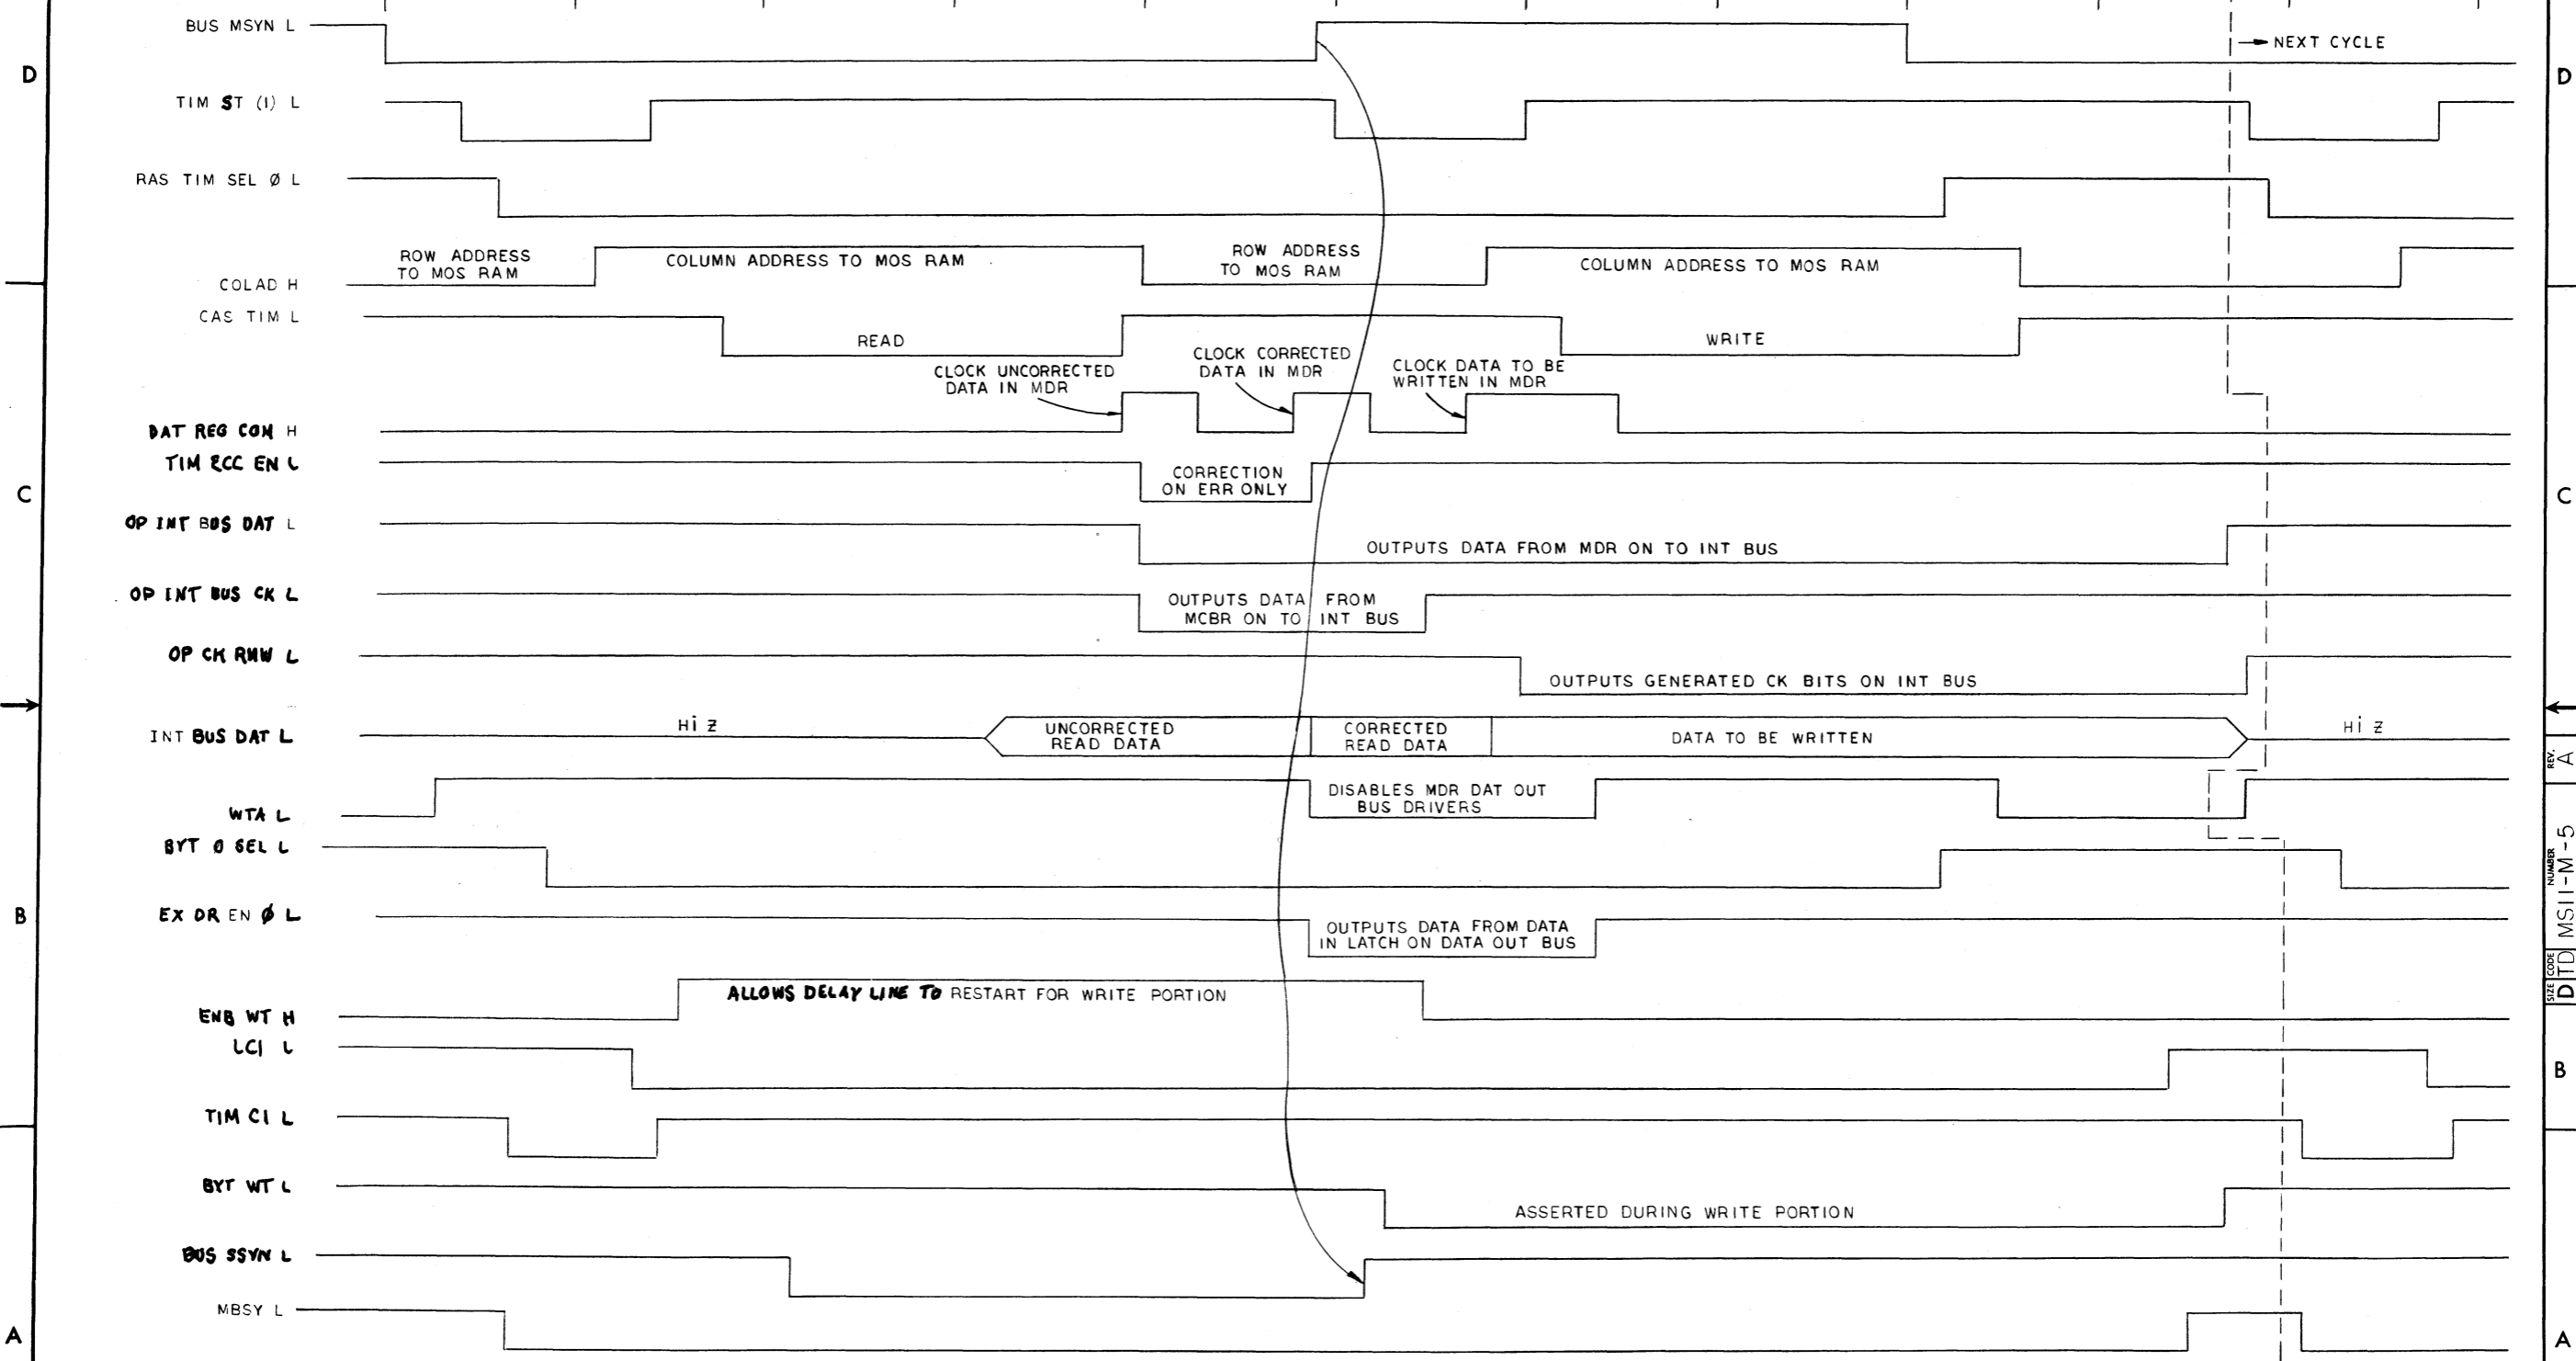 BUS MSYN L
NEXT CYCLE
D
D
TIM ST (1) L
RAS TIM SEL Ø L
ROW ADDRESS
TO MOS RAM
COLUMN ADDRESS TO MOS RAM
ROW ADDRESS
TO MOS RAM
COLUMN ADDRESS TO MOS RAM
COLAD H
CAS TIM L
READ
WRITE
CLOCK UNCORRECTED
DATA IN MDR
CLOCK CORRECTED
DATA IN MDR
CLOCK DATA TO BE
WRITTEN IN MDR
DAT REG COM H
TIM ECC EN L
CORRECTION
ON ERR ONLY
C
C
OP INT BUS DAT L
OUTPUTS DATA FROM MDR ON TO INT BUS
OP INT BUS CK L
OUTPUTS DATA FROM
MCBR ON TO INT BUS
OP CK RMW L
OUTPUTS GENERATED CK BITS ON INT BUS
INT BUS DAT L
Hi Z
UNCORRECTED
READ DATA
CORRECTED
READ DATA
DATA TO BE WRITTEN
Hi Z
REV.
A
WTA L
DISABLES MDR DAT OUT
BUS DRIVERS
BYT 0 SEL L
EX DR EN Ø L
OUTPUTS DATA FROM DATA
IN LATCH ON DATA OUT BUS
B
NUMBER
MS11-M-5
CODE
TD
SIZE
D
ALLOWS DELAY LINE TO RESTART FOR WRITE PORTION
ENB WT H
LCI L
B
TIM CI L
BYT WT L
ASSERTED DURING WRITE PORTION
BUS SSYN L
MBSY L
A
A